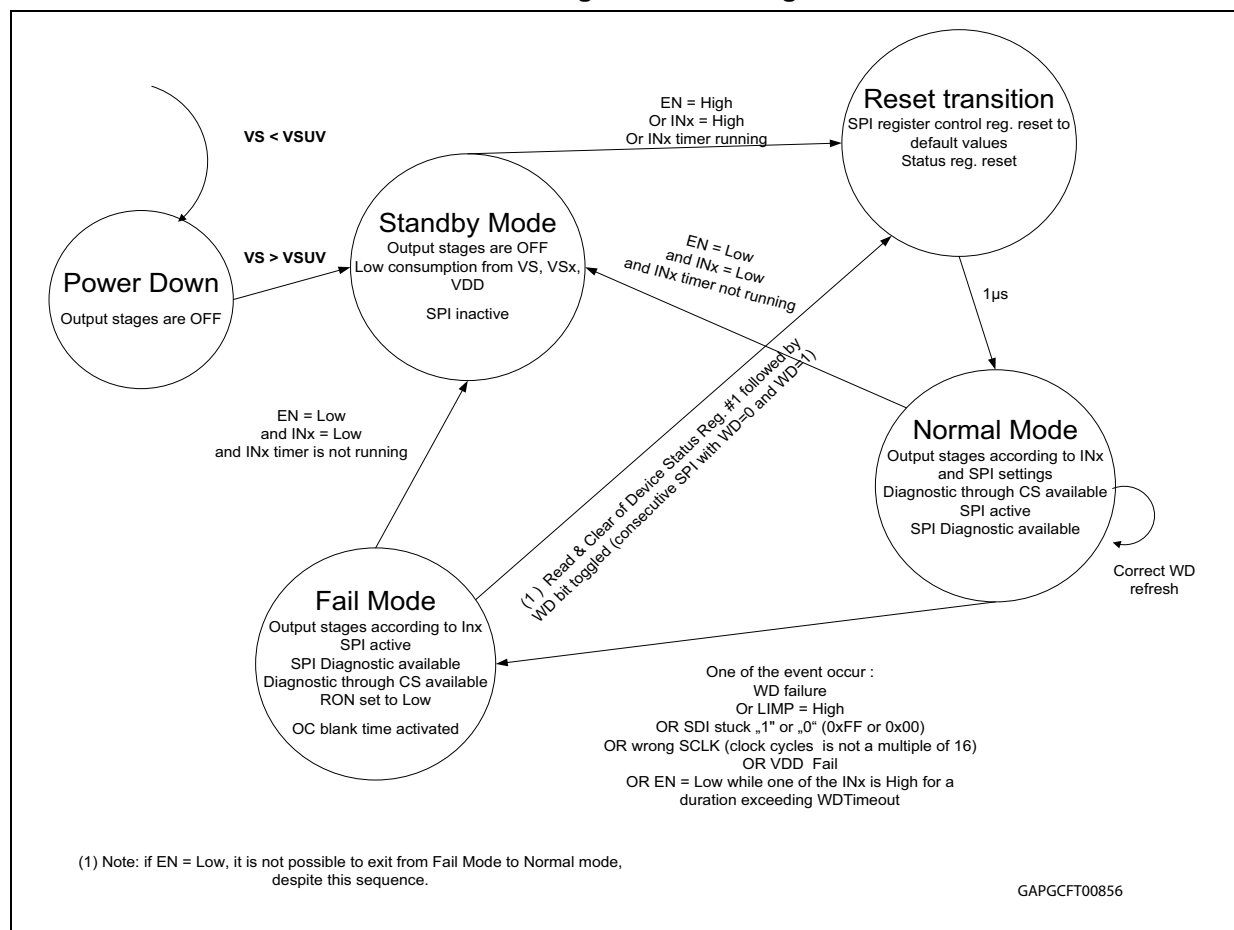 VS < VSUV
Power Down
Output stages are OFF
VS > VSUV
Standby Mode
Output stages are OFF
Low consumption from VS, VSx,
VDD
SPI inactive
EN = High
Or INx = High
Or INx timer running
Reset transition
SPI register control reg. reset to
default values
Status reg. reset
1µs
EN = Low
and INx = Low
and INx timer not running
Normal Mode
Output stages according to INx
and SPI settings
Diagnostic through CS available
SPI active
SPI Diagnostic available
Correct WD
refresh
(1 ) Read & Clear of Device Status Reg. #1 followed by
WD bit toggled (consecutive SPI with WD=0 and WD=1)
EN = Low
and INx = Low
and INx timer is not running
Fail Mode
Output stages according to Inx
SPI active
SPI Diagnostic available
Diagnostic through CS available
RON set to Low
OC blank time activated
One of the event occur :
WD failure
Or LIMP = High
OR SDI stuck „1" or „0“ (0xFF or 0x00)
OR wrong SCLK (clock cycles is not a multiple of 16)
OR VDD Fail
OR EN = Low while one of the INx is High for a
duration exceeding WDTimeout
(1) Note: if EN = Low, it is not possible to exit from Fail Mode to Normal mode,
despite this sequence.
GAPGCFT00856